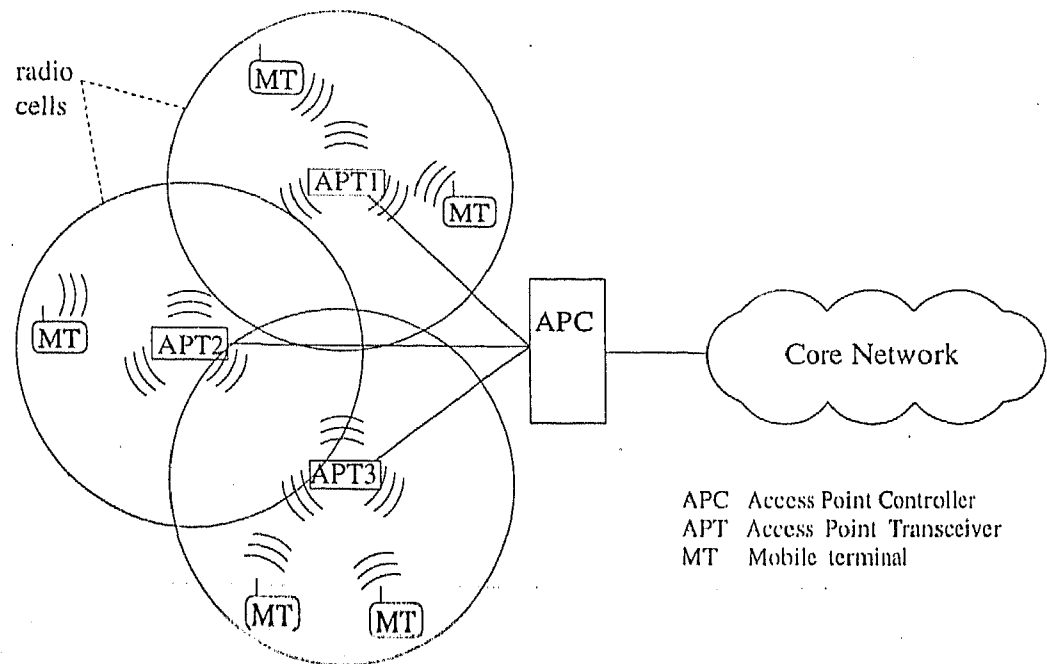 radio
cells
MT
APT1
MT
MT
APT2
APC
Core Network
APT3
MT
MT
APC Access Point Controller
APT Access Point Transceiver
MT Mobile terminal